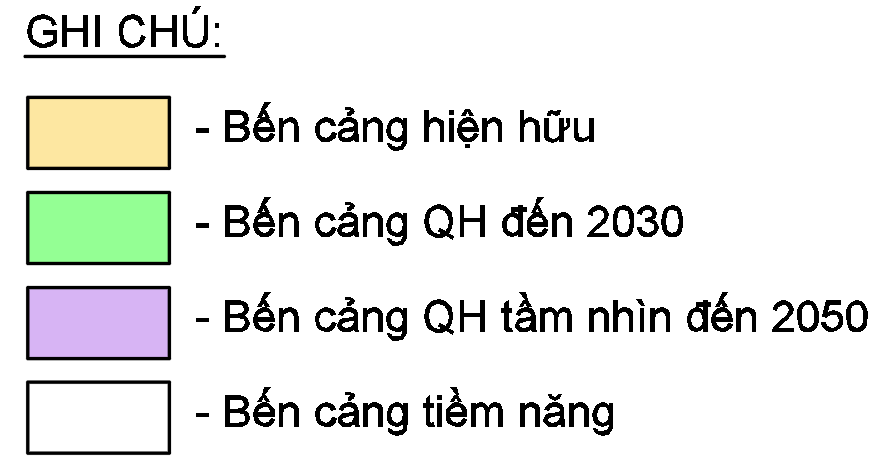 GHI CHÚ:
- Bến cảng hiện hữu
- Bến cảng QH đến 2030
- Bến cảng QH tầm nhìn đến 2050
- Bến cảng tiềm năng